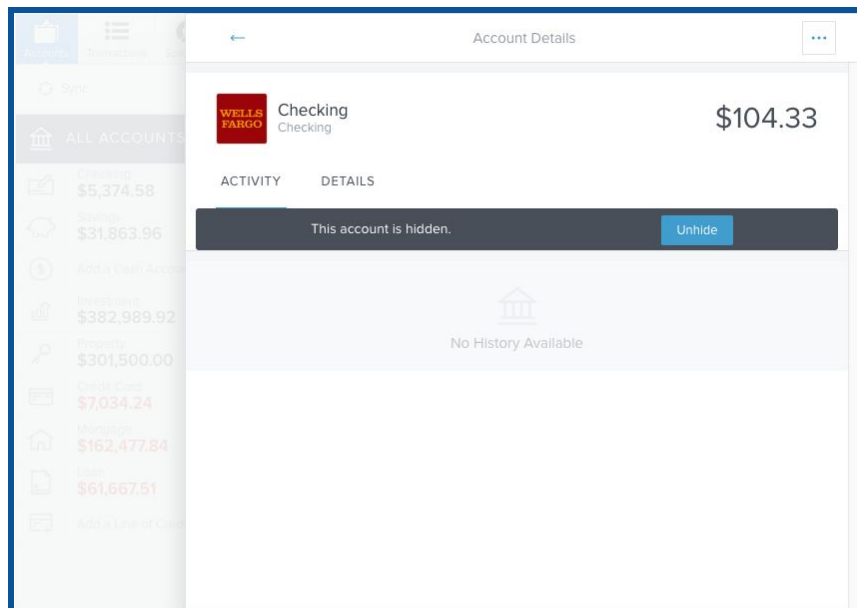 Accounts
Transactions
Account Details
Sync
ALL ACCOUNTS
WELLS
FARGO
Checking
Checking
$104.33
ACTIVITY DETAILS
This account is hidden.
Unhide
No History Available
Checking
$5,374.58
Savings
$31,863.96
Add a Cash
Investment
$382,989.92
Property
$301,500.00
Credit Card
$7,034.24
Mortgage
$162,477.84
Loan
$61,667.51
Add a Line of